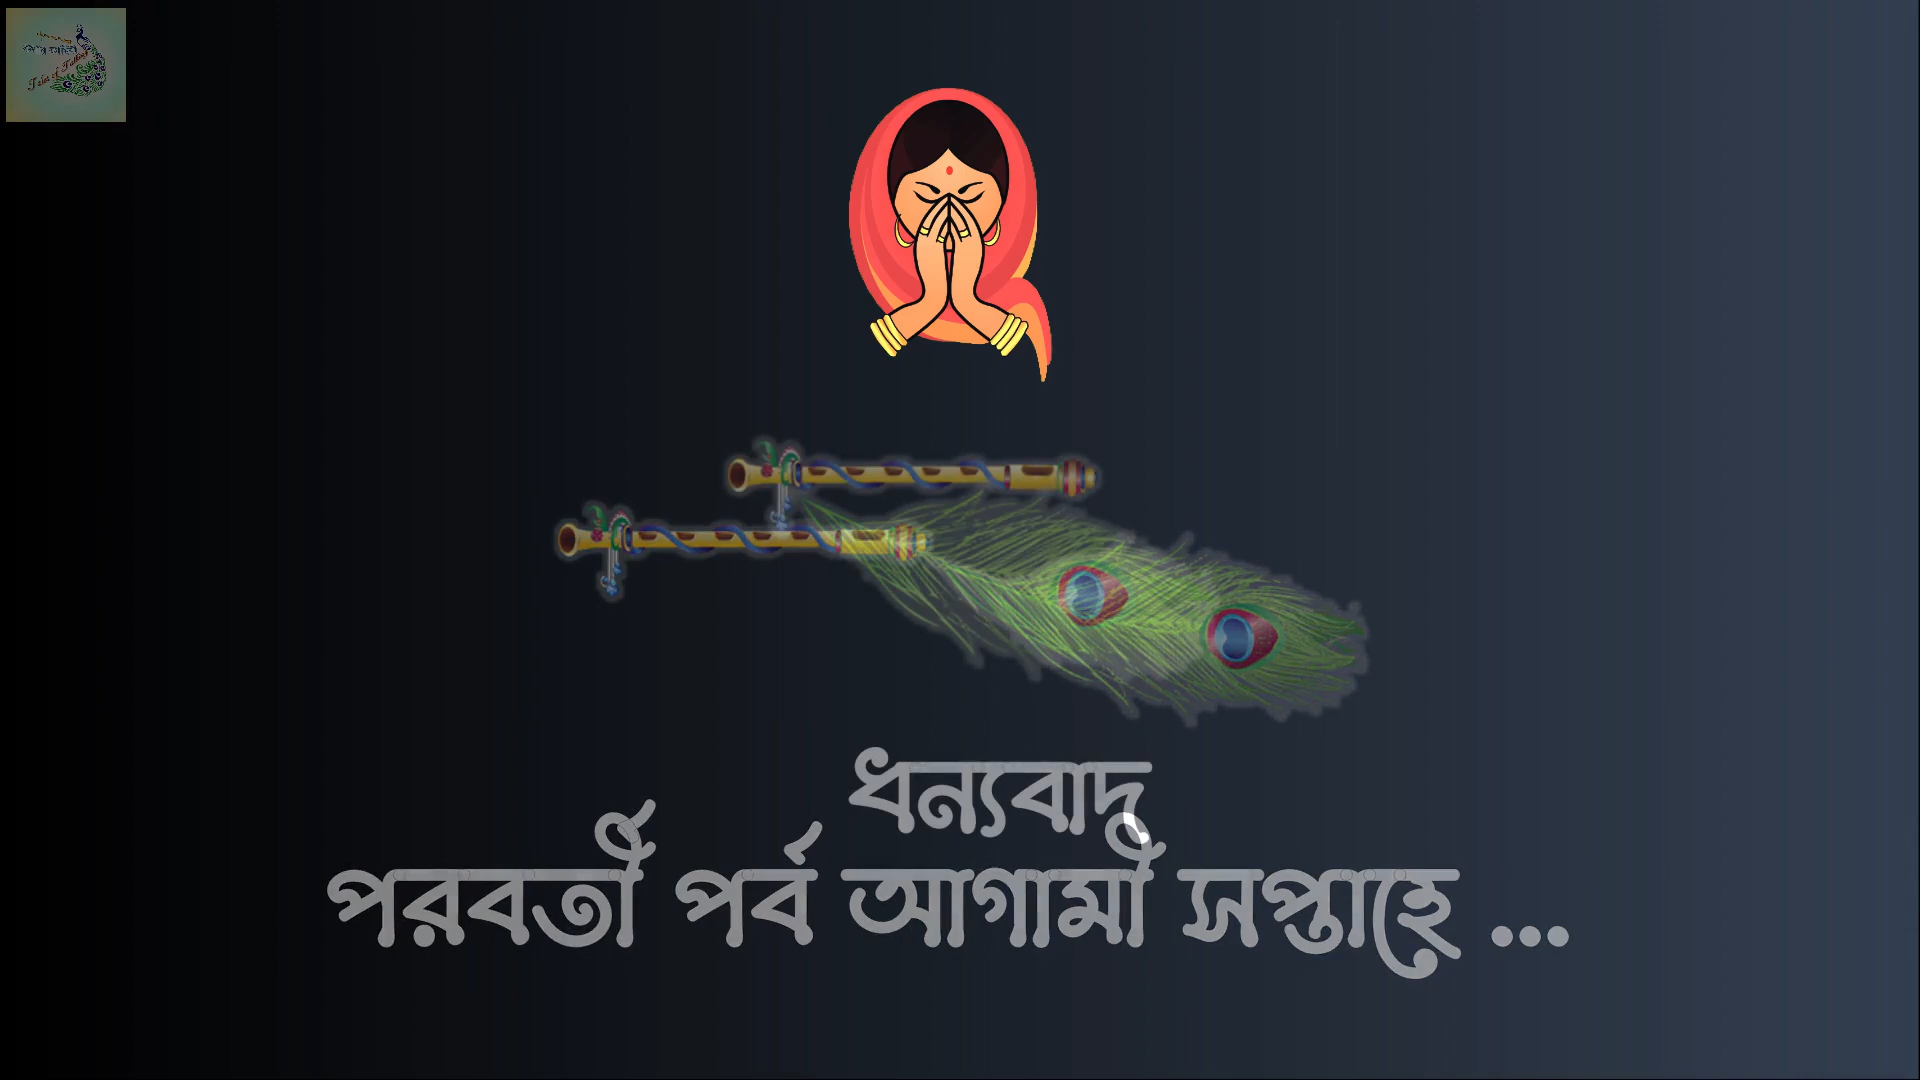 ধন্যবাদ
পরবর্তী পর্ব আগামী সপ্তাহে ...